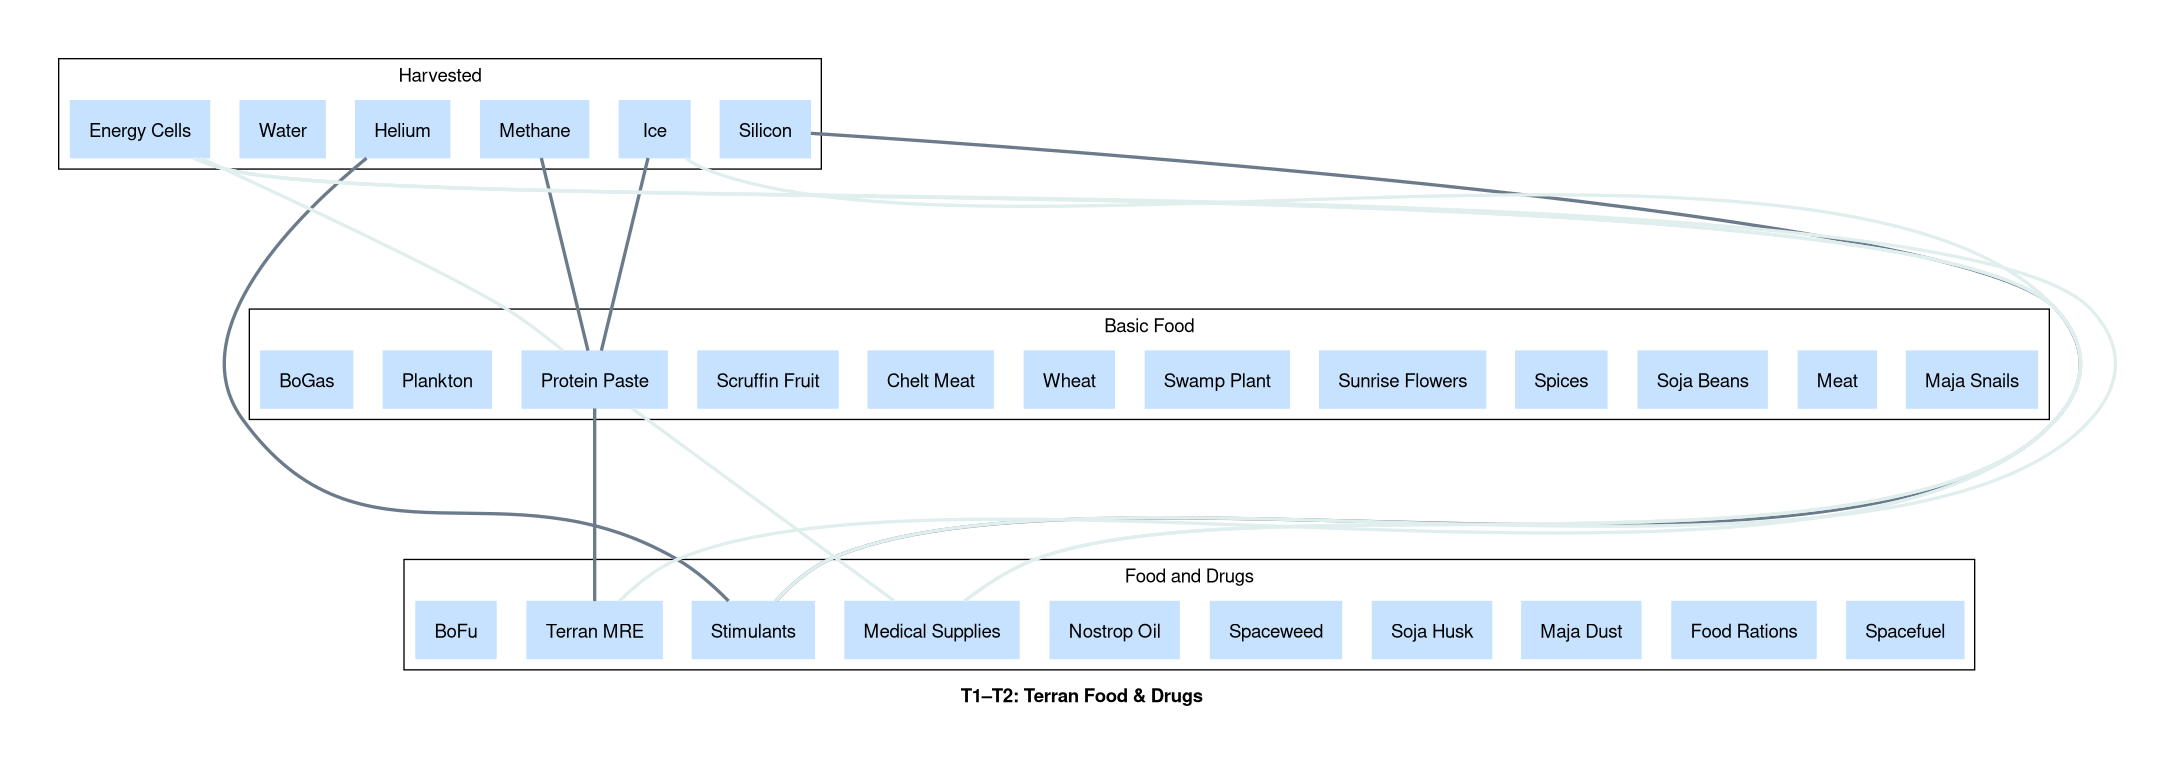 Harvested
Energy Cells
Water
Helium
Methane
Ice
Silicon
Basic Food
BoGas
Plankton
Protein Paste
Scruffin Fruit
Chelt Meat
Wheat
Swamp Plant
Sunrise Flowers
Spices
Soja Beans
Meat
Maja Snails
Food and Drugs
BoFu
Terran MRE
Stimulants
Medical Supplies
Nostrop Oil
Spaceweed
Soja Husk
Maja Dust
Food Rations
Spacefuel
T1–T2: Terran Food & Drugs